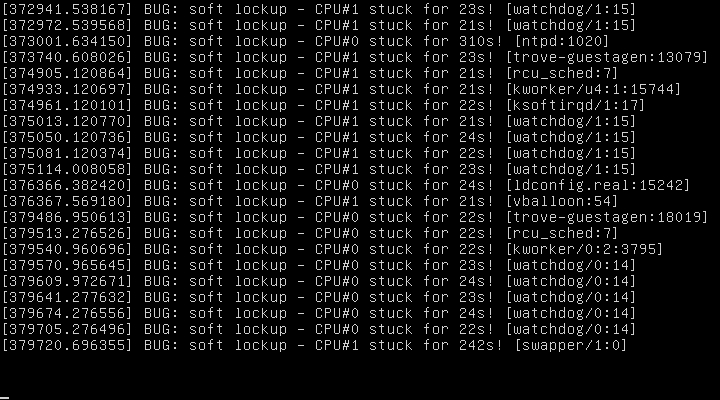 [372941.538167] BUG: soft lockup - CPU#1 stuck for 23s! [watchdog/1:15]
[372972.539568] BUG: soft lockup - CPU#1 stuck for 21s! [watchdog/1:15]
[373001.634150] BUG: soft lockup - CPU#0 stuck for 310s! [ntpd:1020]
[373740.608026] BUG: soft lockup - CPU#1 stuck for 23s! [trove-guestagen:13079]
[374905.120864] BUG: soft lockup - CPU#1 stuck for 21s! [rcu_sched:7]
[374933.120697] BUG: soft lockup - CPU#1 stuck for 21s! [kworker/u4:1:15744]
[374961.120101] BUG: soft lockup - CPU#1 stuck for 22s! [ksoftirqd/1:17]
[375013.120770] BUG: soft lockup - CPU#1 stuck for 21s! [watchdog/1:15]
[375050.120736] BUG: soft lockup - CPU#1 stuck for 24s! [watchdog/1:15]
[375081.120374] BUG: soft lockup - CPU#1 stuck for 22s! [watchdog/1:15]
[375114.008058] BUG: soft lockup - CPU#1 stuck for 23s! [watchdog/1:15]
[376366.382420] BUG: soft lockup - CPU#0 stuck for 24s! [ldconfig.real:15242]
[376367.569180] BUG: soft lockup - CPU#1 stuck for 21s! [vballoon:54]
[379486.950613] BUG: soft lockup - CPU#0 stuck for 22s! [trove-guestagen:18019]
[379513.276526] BUG: soft lockup - CPU#0 stuck for 22s! [rcu_sched:7]
[379540.960696] BUG: soft lockup - CPU#0 stuck for 22s! [kworker/0:2:3795]
[379570.965645] BUG: soft lockup - CPU#0 stuck for 23s! [watchdog/0:14]
[379609.972671] BUG: soft lockup - CPU#0 stuck for 24s! [watchdog/0:14]
[379641.277632] BUG: soft lockup - CPU#0 stuck for 23s! [watchdog/0:14]
[379674.276556] BUG: soft lockup - CPU#0 stuck for 24s! [watchdog/0:14]
[379705.276496] BUG: soft lockup - CPU#0 stuck for 22s! [watchdog/0:14]
[379720.696355] BUG: soft lockup - CPU#1 stuck for 242s! [swapper/1:0]